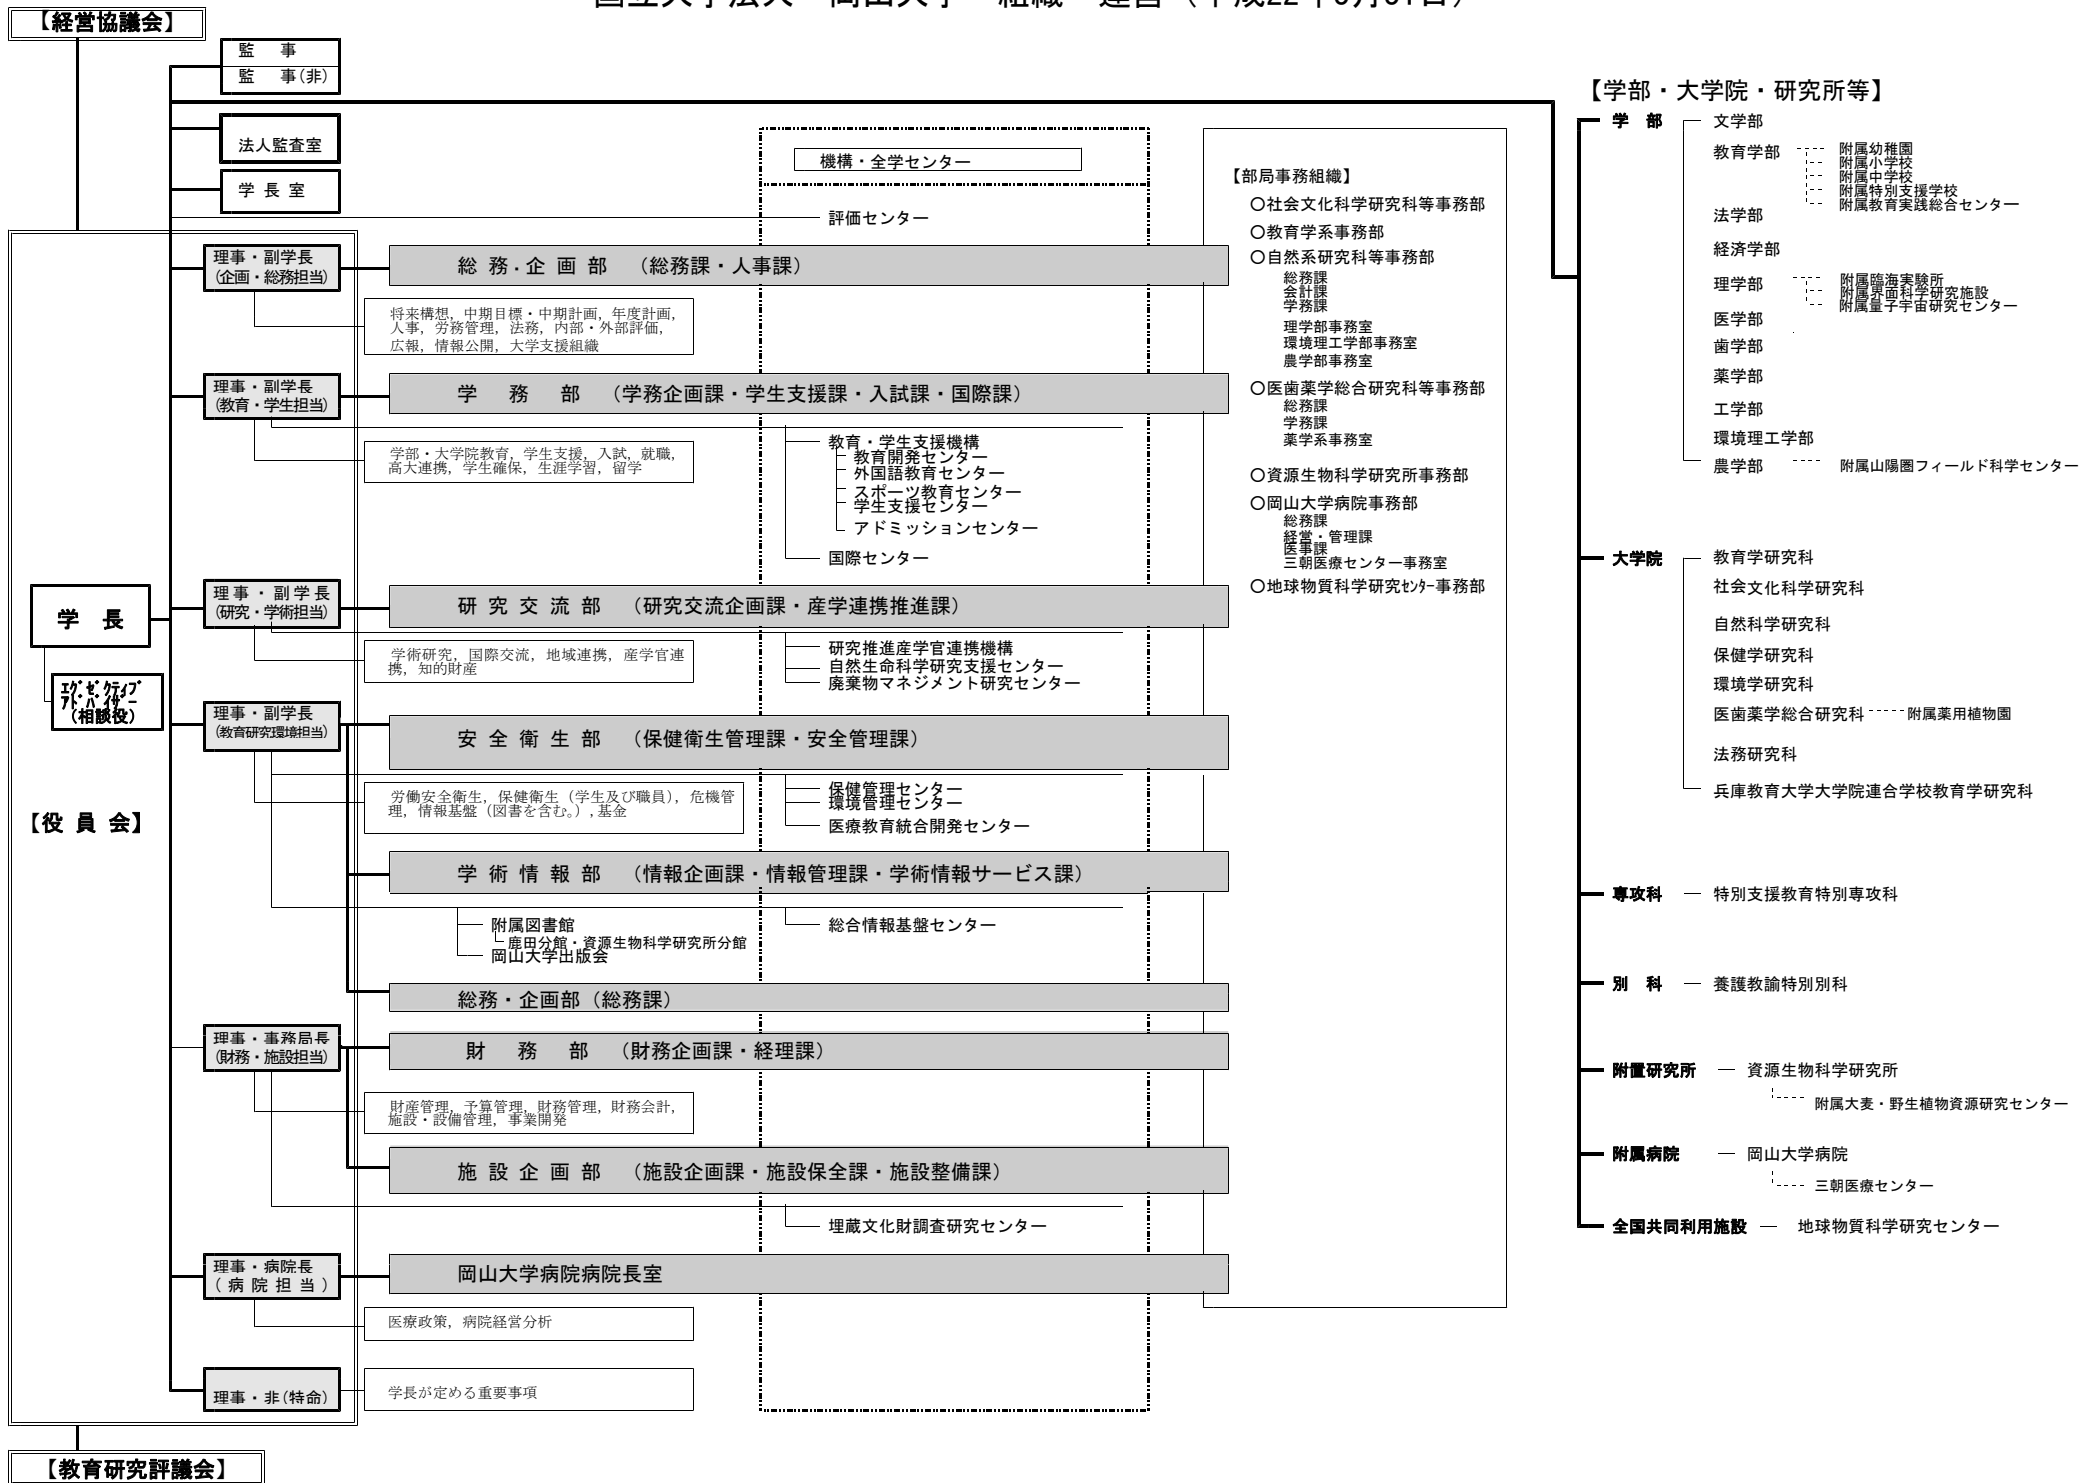 【経営協議会】
監　事
監　事(非)
法人監査室
学 長 室
機構・全学センター
評価センター
理事・副学長
(企画・総務担当)
総 務．企 画 部　（総務課・人事課）
将来構想，中期目標・中期計画，年度計画，
人事，労務管理，法務，内部・外部評価，
広報，情報公開，大学支援組織
理事・副学長
(教育・学生担当)
学　務　部　（学務企画課・学生支援課・入試課・国際課）
学部・大学院教育，学生支援，入試，就職，
高大連携，学生確保，生涯学習，留学
教育・学生支援機構
教育開発センター
外国語教育センター
スポーツ教育センター
学生支援センター
アドミッションセンター
国際センター
学　長
ｴｸﾞｾﾞｸﾃｨﾌﾞ
ｱﾄﾞﾊﾞｲｻﾞｰ
（相談役）
【役 員 会】
理事・副学長
(研究・学術担当)
研 究 交 流 部　（研究交流企画課・産学連携推進課）
学術研究，国際交流，地域連携，産学官連
携，知的財産
研究推進産学官連携機構
自然生命科学研究支援センター
廃棄物マネジメント研究センター
理事・副学長
(教育研究環境担当)
安 全 衛 生 部　（保健衛生管理課・安全管理課）
労働安全衛生，保健衛生（学生及び職員），危機管
理，情報基盤（図書を含む。），基金
保健管理センター
環境管理センター
医療教育統合開発センター
学 術 情 報 部　（情報企画課・情報管理課・学術情報サービス課）
附属図書館
鹿田分館・資源生物科学研究所分館
岡山大学出版会
総合情報基盤センター
総務・企画部（総務課）
理事・事務局長
(財務・施設担当)
財　務　部　（財務企画課・経理課）
財産管理，予算管理，財務管理，財務会計，
施設・設備管理，事業開発
施 設 企 画 部　（施設企画課・施設保全課・施設整備課）
埋蔵文化財調査研究センター
理事・病院長
( 病 院 担 当 )
岡山大学病院病院長室
医療政策，病院経営分析
理事・非(特命)
学長が定める重要事項
【教育研究評議会】
【部局事務組織】
○社会文化科学研究科等事務部
○教育学系事務部
○自然系研究科等事務部
総務課
会計課
学務課
理学部事務室
環境理工学部事務室
農学部事務室
○医歯薬学総合研究科等事務部
総務課
学務課
薬学系事務室
○資源生物科学研究所事務部
○岡山大学病院事務部
総務課
経営・管理課
医事課
三朝医療センター事務室
○地球物質科学研究ｾﾝﾀｰ事務部
【学部・大学院・研究所等】
学　部
文学部
教育学部
附属幼稚園
附属小学校
附属中学校
附属特別支援学校
附属教育実践総合センター
法学部
経済学部
理学部
附属臨海実験所
附属界面科学研究施設
附属量子宇宙研究センター
医学部
歯学部
薬学部
工学部
環境理工学部
農学部
附属山陽圏フィールド科学センター
大学院
教育学研究科
社会文化科学研究科
自然科学研究科
保健学研究科
環境学研究科
医歯薬学総合研究科
附属薬用植物園
法務研究科
兵庫教育大学大学院連合学校教育学研究科
専攻科
特別支援教育特別専攻科
別　科
養護教諭特別別科
附置研究所
資源生物科学研究所
附属大麦・野生植物資源研究センター
附属病院
岡山大学病院
三朝医療センター
全国共同利用施設
地球物質科学研究センター